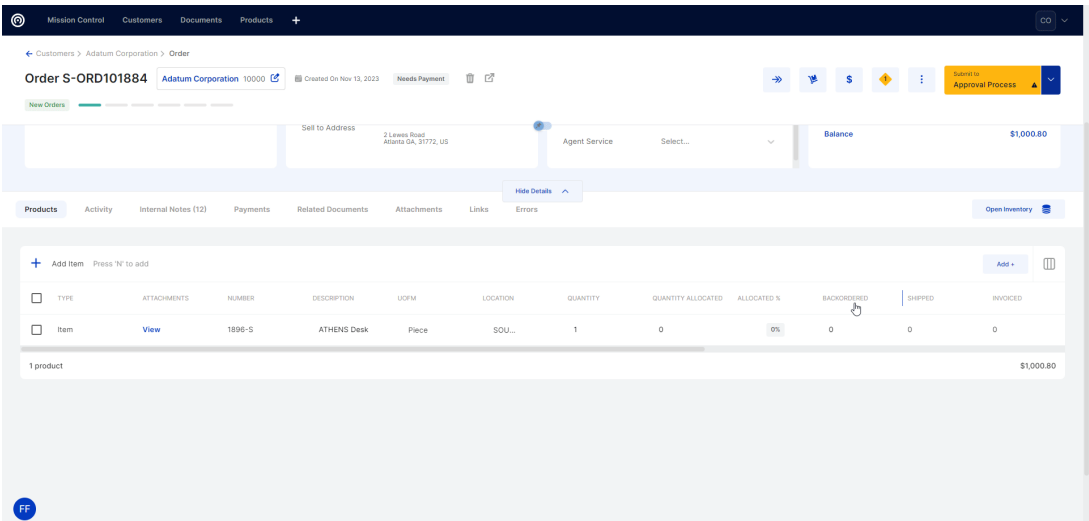 Mission Control Customers Documents Products + CO
← Customers > Adatum Corporation > Order
Order S-ORD101884 Adatum Corporation 10000 Created On Nov 13, 2023 Needs Payment $ ! Submit to
Approval Process
New Orders
Sell to Address 2 Lewes Road
Atlanta GA, 31772, US
Agent Service Select...
Balance $1,000.80
Hide Details
Products Activity Internal Notes (12) Payments Related Documents Attachments Links Errors Open Inventory
+ Add Item Press 'N' to add Add +
TYPE ATTACHMENTS NUMBER DESCRIPTION UOFM LOCATION QUANTITY QUANTITY ALLOCATED ALLOCATED % BACKORDERED SHIPPED INVOICED
Item View 1896-S ATHENS Desk Piece SOU... 1 0 0% 0 0 0
1 product $1,000.80
FF